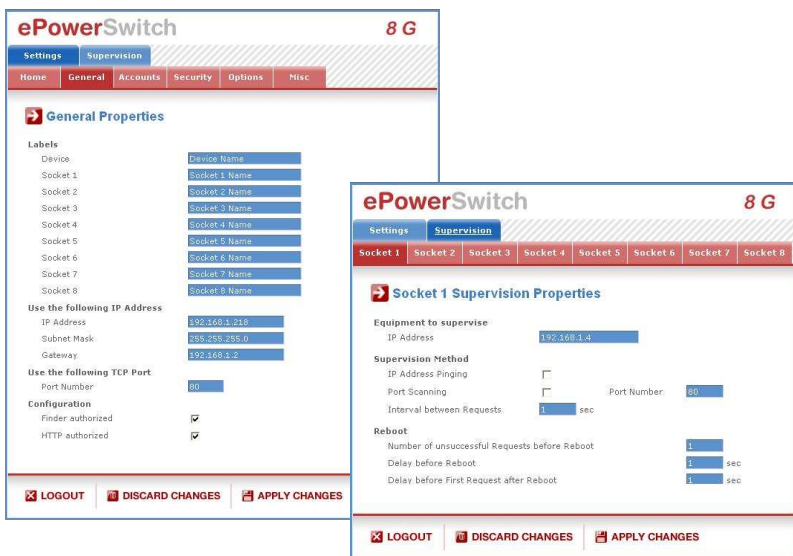 ePowerSwitch 8 G
Settings Supervision
Home General Accounts Security Options Misc
General Properties
Labels
Device Device Name
Socket 1 Socket 1 Name
Socket 2 Socket 2 Name
Socket 3 Socket 3 Name
Socket 4 Socket 4 Name
Socket 5 Socket 5 Name
Socket 6 Socket 6 Name
Socket 7 Socket 7 Name
Socket 8 Socket 8 Name
Use the following IP Address
IP Address 192.168.1.218
Subnet Mask 255.255.255.0
Gateway 192.168.1.2
Use the following TCP Port
Port Number 80
Configuration
Finder authorized
HTTP authorized
LOGOUT DISCARD CHANGES APPLY CHANGES
ePowerSwitch 8 G
Settings Supervision
Socket 1 Socket 2 Socket 3 Socket 4 Socket 5 Socket 6 Socket 7 Socket 8
Socket 1 Supervision Properties
Equipment to supervise
IP Address 192.168.1.4
Supervision Method
IP Address Pinging
Port Scanning Port Number 80
Interval between Requests 1 sec
Reboot
Number of unsuccessful Requests before Reboot 1
Delay before Reboot 1 sec
Delay before First Request after Reboot 1 sec
LOGOUT DISCARD CHANGES APPLY CHANGES